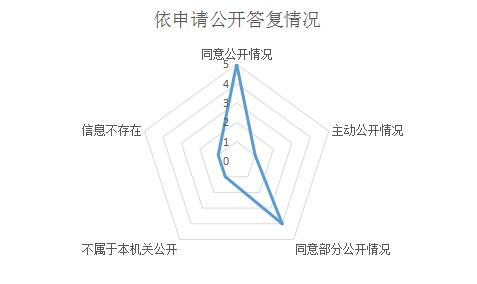 依申请公开答复情况
同意公开情况
5
4
3
2
1
0
主动公开情况
信息不存在
不属于本机关公开
同意部分公开情况